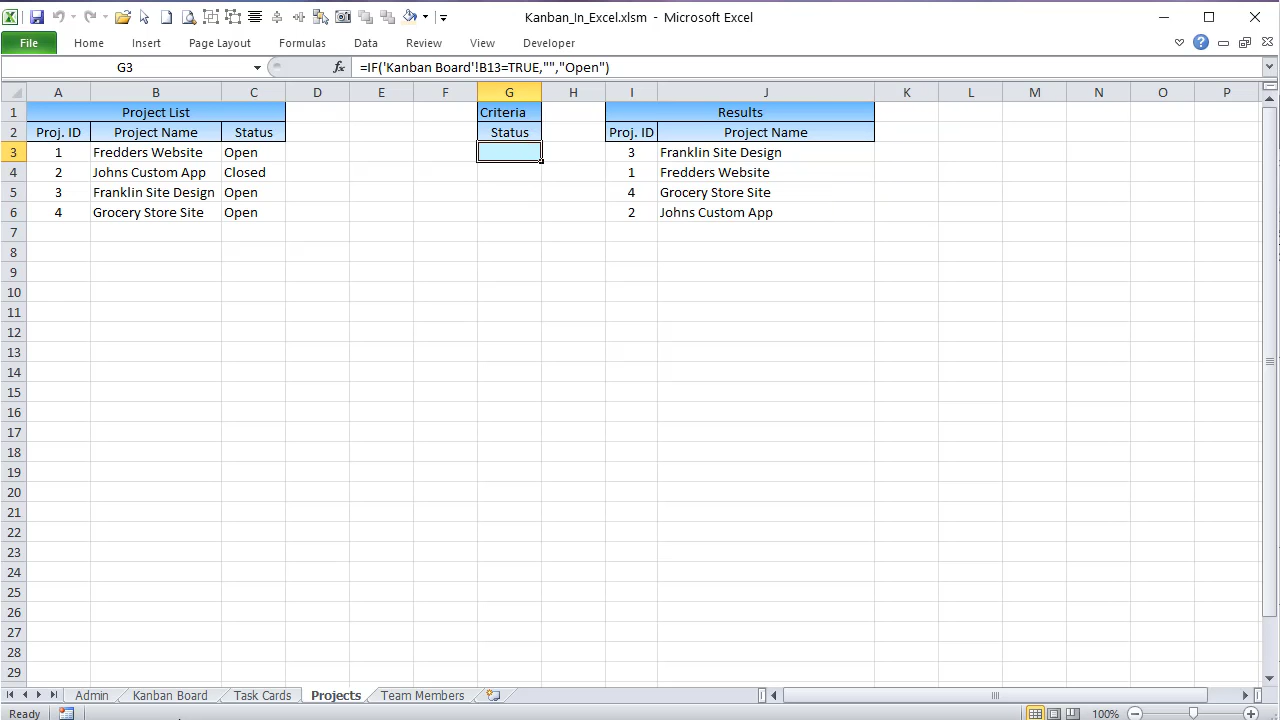 Kanban_In_Excel.xlsm - Microsoft Excel
File Home Insert Page Layout Formulas Data Review View Developer
G3 fx =IF('Kanban Board'!B13=TRUE,"","Open")
A B C D E F G H I J K L M N O P
1 Project List Criteria Results
2 Proj. ID Project Name Status Status Proj. ID Project Name
3 1 Fredders Website Open 3 Franklin Site Design
4 2 Johns Custom App Closed 1 Fredders Website
5 3 Franklin Site Design Open 4 Grocery Store Site
6 4 Grocery Store Site Open 2 Johns Custom App
7
8
9
10
11
12
13
14
15
16
17
18
19
20
21
22
23
24
25
26
27
28
29
Admin Kanban Board Task Cards Projects Team Members
Ready 100%